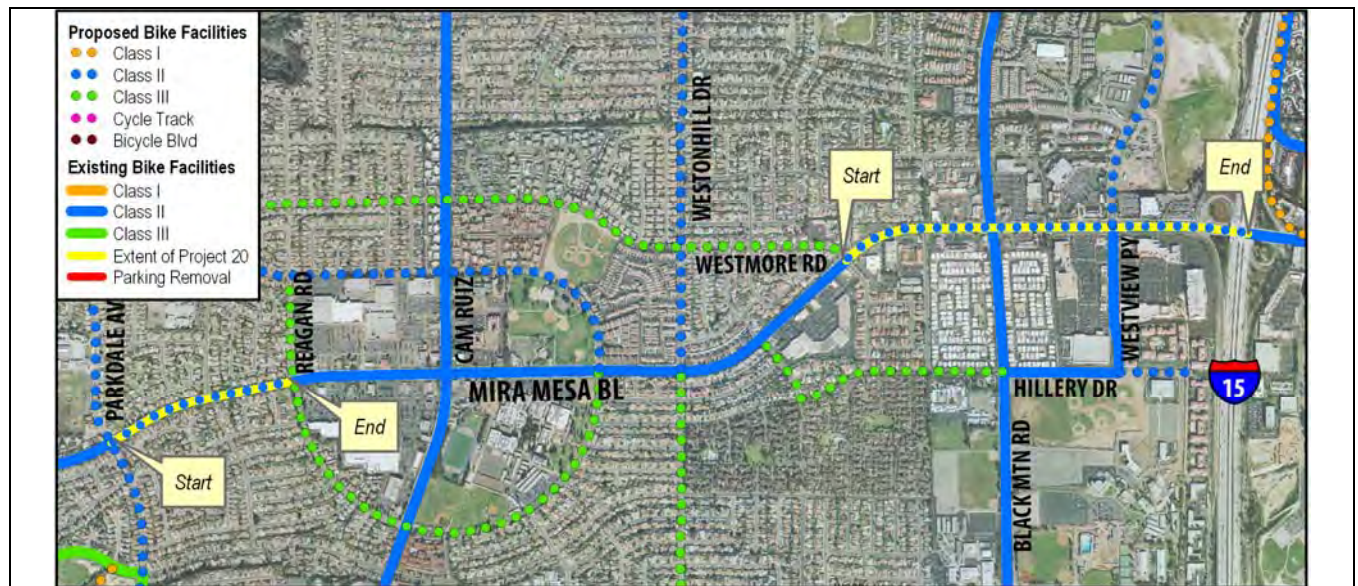 Proposed Bike Facilities
Class I
Class II
Class III
Cycle Track
Bicycle Blvd
Existing Bike Facilities
Class I
Class II
Class III
Extent of Project 20
Parking Removal
WESTONHILL DR
Start
End
WESTMORE RD
PARKDALE AV
REAGAN RD
CAM RUIZ
WESTVIEW PY
MIRA MESA BL
HILLERY DR
15
End
Start
BLACK MTN RD